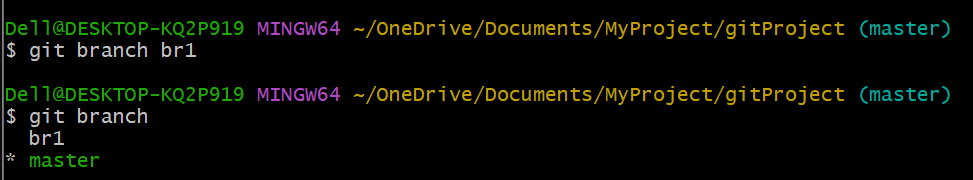 Dell@DESKTOP-KQ2P919 MINGW64 ~/OneDrive/Documents/MyProject/gitProject (master)
$ git branch br1
Dell@DESKTOP-KQ2P919 MINGW64 ~/OneDrive/Documents/MyProject/gitProject (master)
$ git branch
  br1
* master